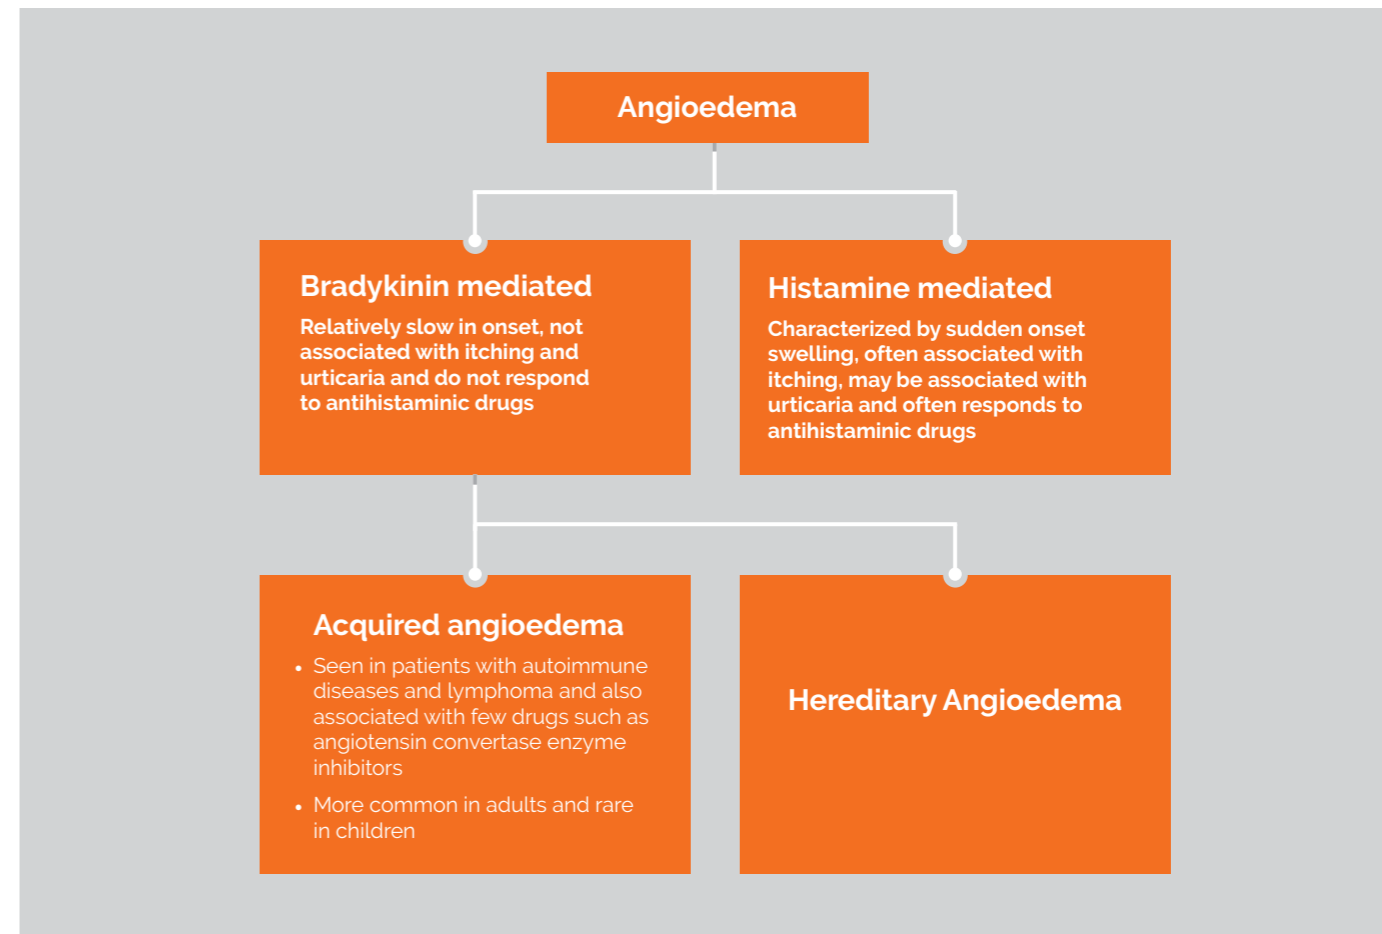 Angioedema
Bradykinin mediated
Relatively slow in onset, not
associated with itching and
urticaria and do not respond
to antihistaminic drugs
Histamine mediated
Characterized by sudden onset
swelling, often associated with
itching, may be associated with
urticaria and often responds to
antihistaminic drugs
Acquired angioedema
• Seen in patients with autoimmune
diseases and lymphoma and also
associated with few drugs such as
angiotensin convertase enzyme
inhibitors
• More common in adults and rare
in children
Hereditary Angioedema